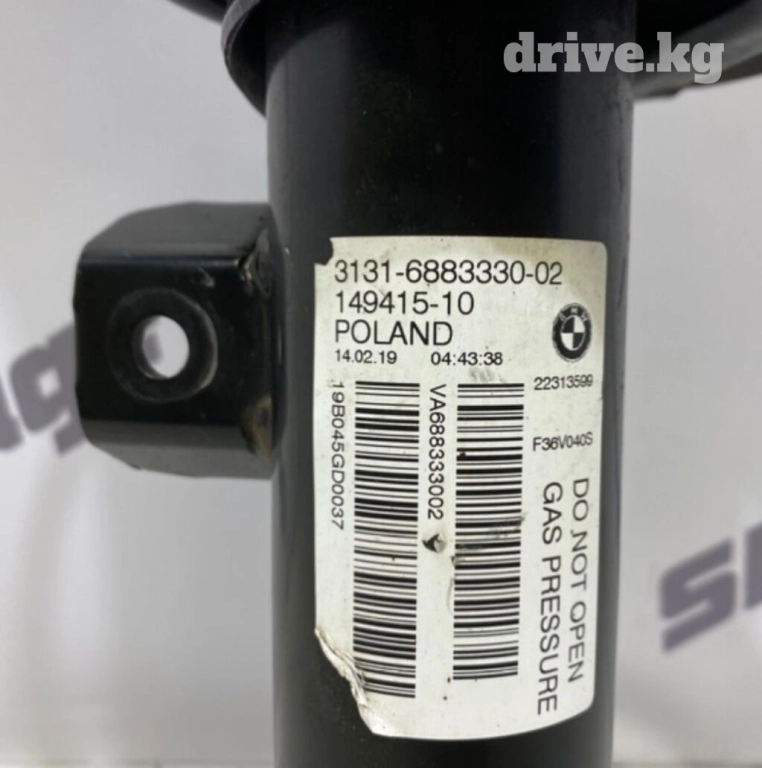 drive.kg
3131-6883330-02
149415-10
POLAND
BMW
14.02.19 04:43:38
22313599
F36V040S
19B045GD0037
VA688333002
DO NOT OPEN
GAS PRESSURE